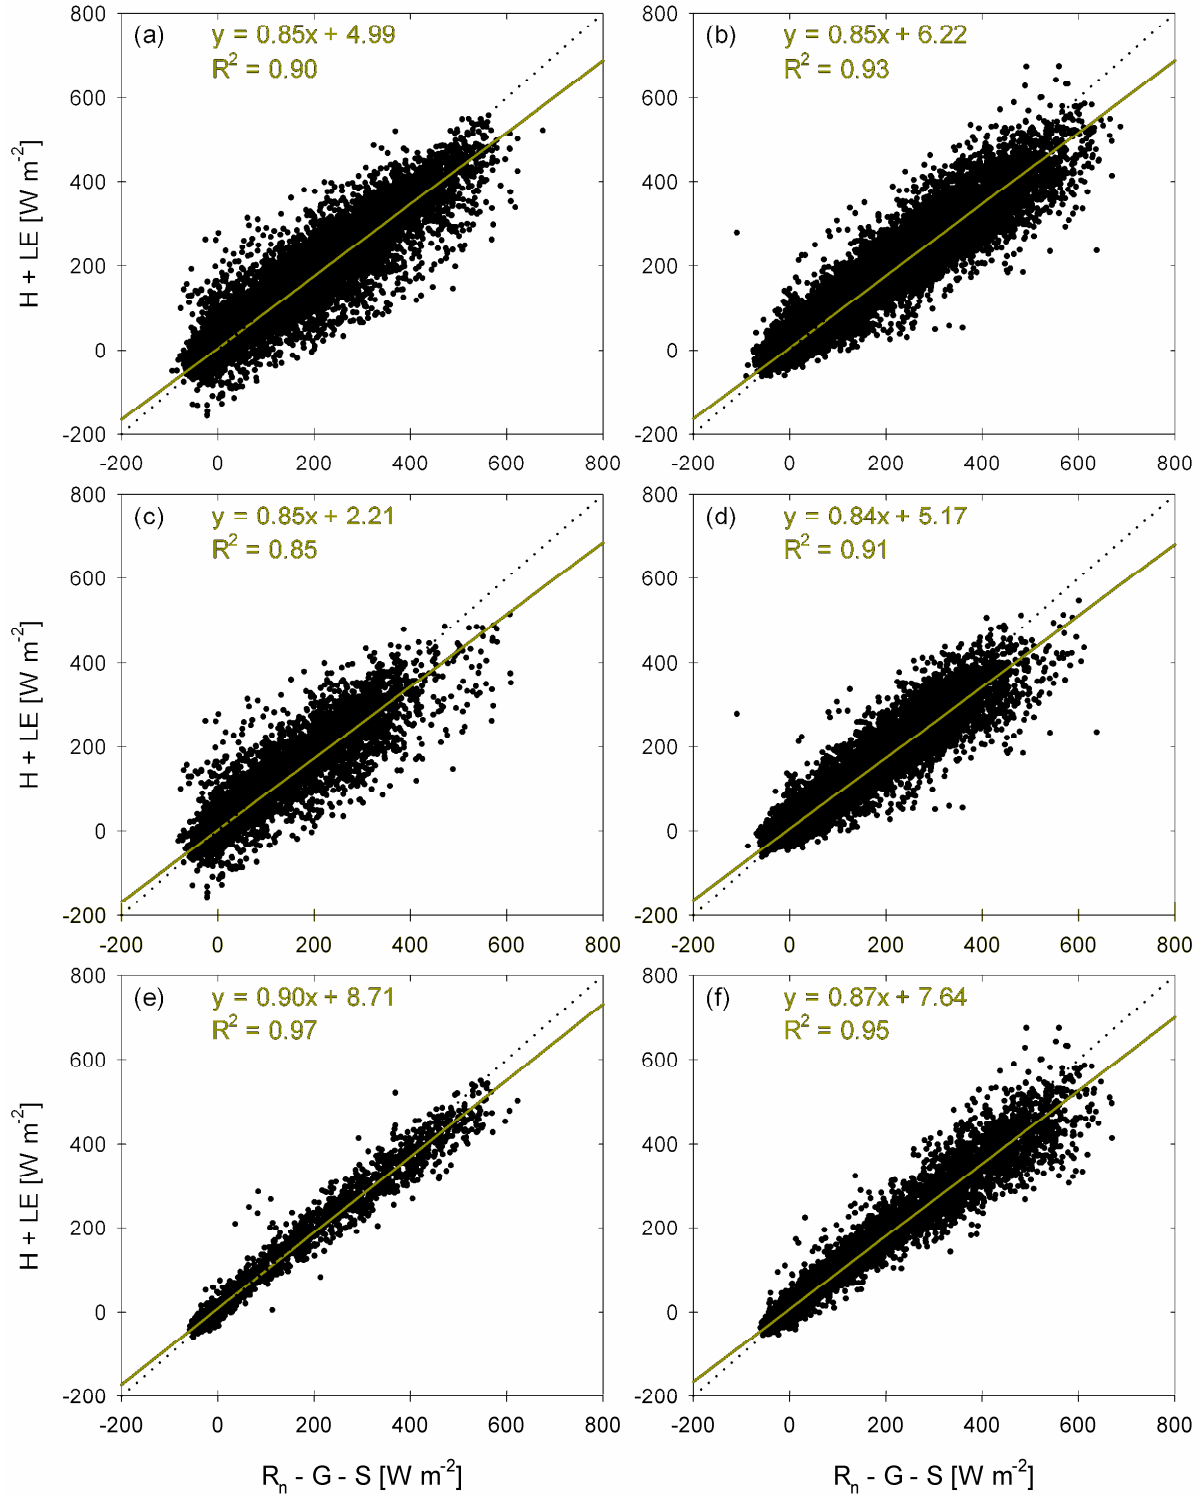 (a)
y = 0.85x + 4.99
R² = 0.90
800
600
400
200
0
-200
H + LE [W m⁻²]
-200 0 200 400 600 800
(b)
y = 0.85x + 6.22
R² = 0.93
800
600
400
200
0
-200
-200 0 200 400 600 800
(c)
y = 0.85x + 2.21
R² = 0.85
800
600
400
200
0
-200
H + LE [W m⁻²]
-200 0 200 400 600 800
(d)
y = 0.84x + 5.17
R² = 0.91
800
600
400
200
0
-200
-200 0 200 400 600 800
(e)
y = 0.90x + 8.71
R² = 0.97
800
600
400
200
0
-200
H + LE [W m⁻²]
-200 0 200 400 600 800
Rₙ - G - S [W m⁻²]
(f)
y = 0.87x + 7.64
R² = 0.95
800
600
400
200
0
-200
-200 0 200 400 600 800
Rₙ - G - S [W m⁻²]